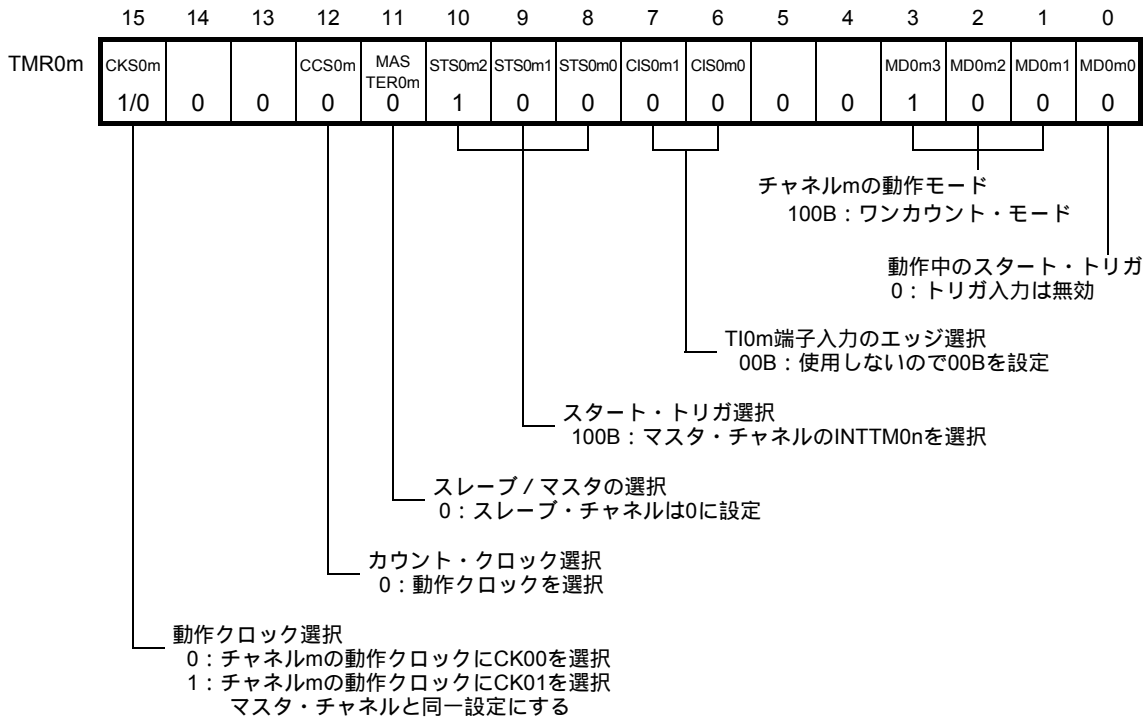 15 14 13 12 11 10 9 8 7 6 5 4 3 2 1 0
TMR0m CKS0m CCS0m MAS TER0m STS0m2 STS0m1 STS0m0 CIS0m1 CIS0m0 MD0m3 MD0m2 MD0m1 MD0m0
1/0 0 0 0 0 1 0 0 0 0 0 0 1 0 0 0
チャネルmの動作モード
100B：ワンカウント・モード
動作中のスタート・トリガ
0：トリガ入力は無効
TI0m端子入力のエッジ選択
00B：使用しないので00Bを設定
スタート・トリガ選択
100B：マスタ・チャネルのINTTM0nを選択
スレーブ／マスタの選択
0：スレーブ・チャネルは0に設定
カウント・クロック選択
0：動作クロックを選択
動作クロック選択
0：チャネルmの動作クロックにCK00を選択
1：チャネルmの動作クロックにCK01を選択
マスタ・チャネルと同一設定にする